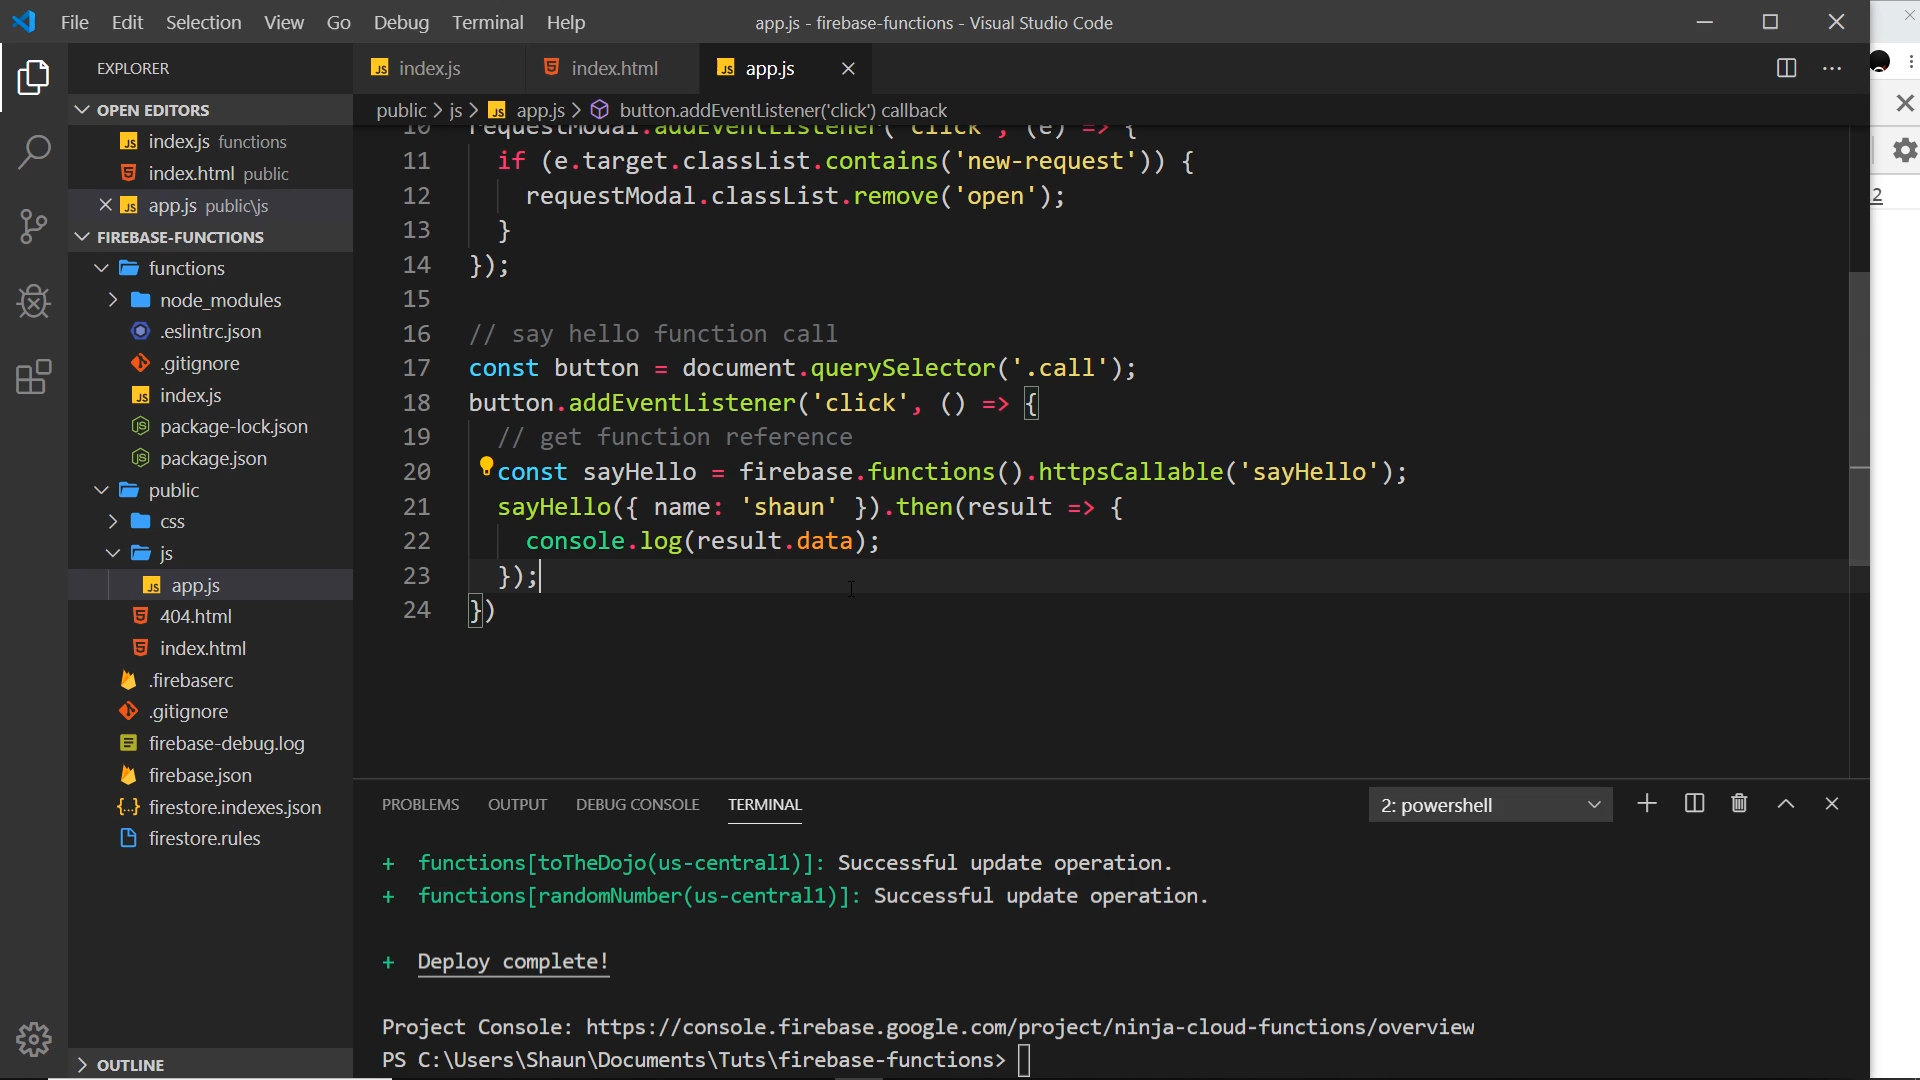 File Edit Selection View Go Debug Terminal Help
app.js - firebase-functions - Visual Studio Code
EXPLORER
OPEN EDITORS
index.js functions
index.html public
app.js public\js
FIREBASE-FUNCTIONS
functions
node_modules
.eslintrc.json
.gitignore
index.js
package-lock.json
package.json
public
css
js
app.js
404.html
index.html
.firebaserc
.gitignore
firebase-debug.log
firebase.json
firestore.indexes.json
firestore.rules
OUTLINE
index.js index.html app.js
public > js > app.js > button.addEventListener('click') callback
10 requestModal.addEventListener('click', (e) => {
11 if (e.target.classList.contains('new-request')) {
12 requestModal.classList.remove('open');
13 }
14 });
15
16 // say hello function call
17 const button = document.querySelector('.call');
18 button.addEventListener('click', () => {
19 // get function reference
20 const sayHello = firebase.functions().httpsCallable('sayHello');
21 sayHello({ name: 'shaun' }).then(result => {
22 console.log(result.data);
23 });
24 })
PROBLEMS OUTPUT DEBUG CONSOLE TERMINAL
2: powershell
+ functions[toTheDojo(us-central1)]: Successful update operation.
+ functions[randomNumber(us-central1)]: Successful update operation.
+ Deploy complete!
Project Console: https://console.firebase.google.com/project/ninja-cloud-functions/overview
PS C:\Users\Shaun\Documents\Tuts\firebase-functions>
2